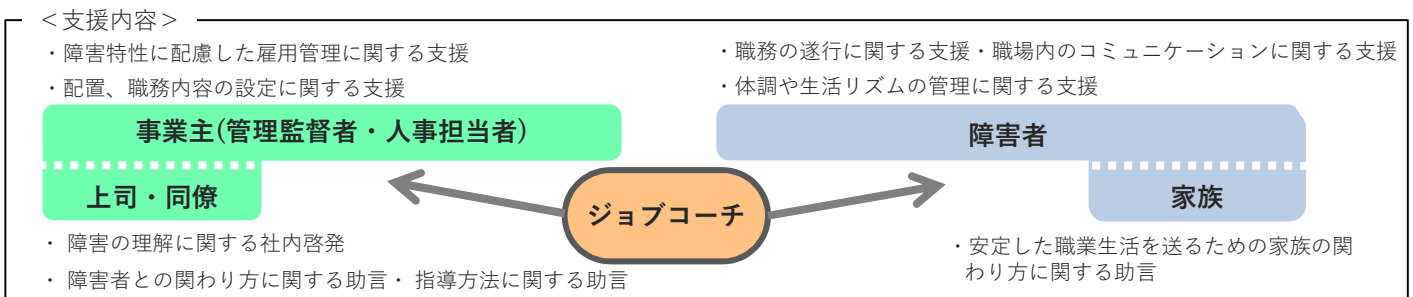 ＜支援内容＞
・障害特性に配慮した雇用管理に関する支援
・配置、職務内容の設定に関する支援
事業主(管理監督者・人事担当者)
上司・同僚
・ 障害の理解に関する社内啓発
・ 障害者との関わり方に関する助言・ 指導方法に関する助言
ジョブコーチ
・職務の遂行に関する支援・職場内のコミュニケーションに関する支援
・体調や生活リズムの管理に関する支援
障害者
家族
・安定した職業生活を送るための家族の関
わり方に関する助言